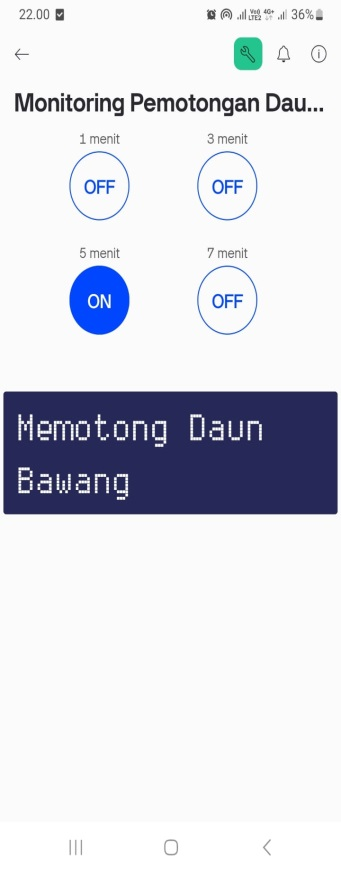 22.00 36%
Monitoring Pemotongan Dau...
1 menit 3 menit
OFF OFF
5 menit 7 menit
ON OFF
Memotong Daun
Bawang